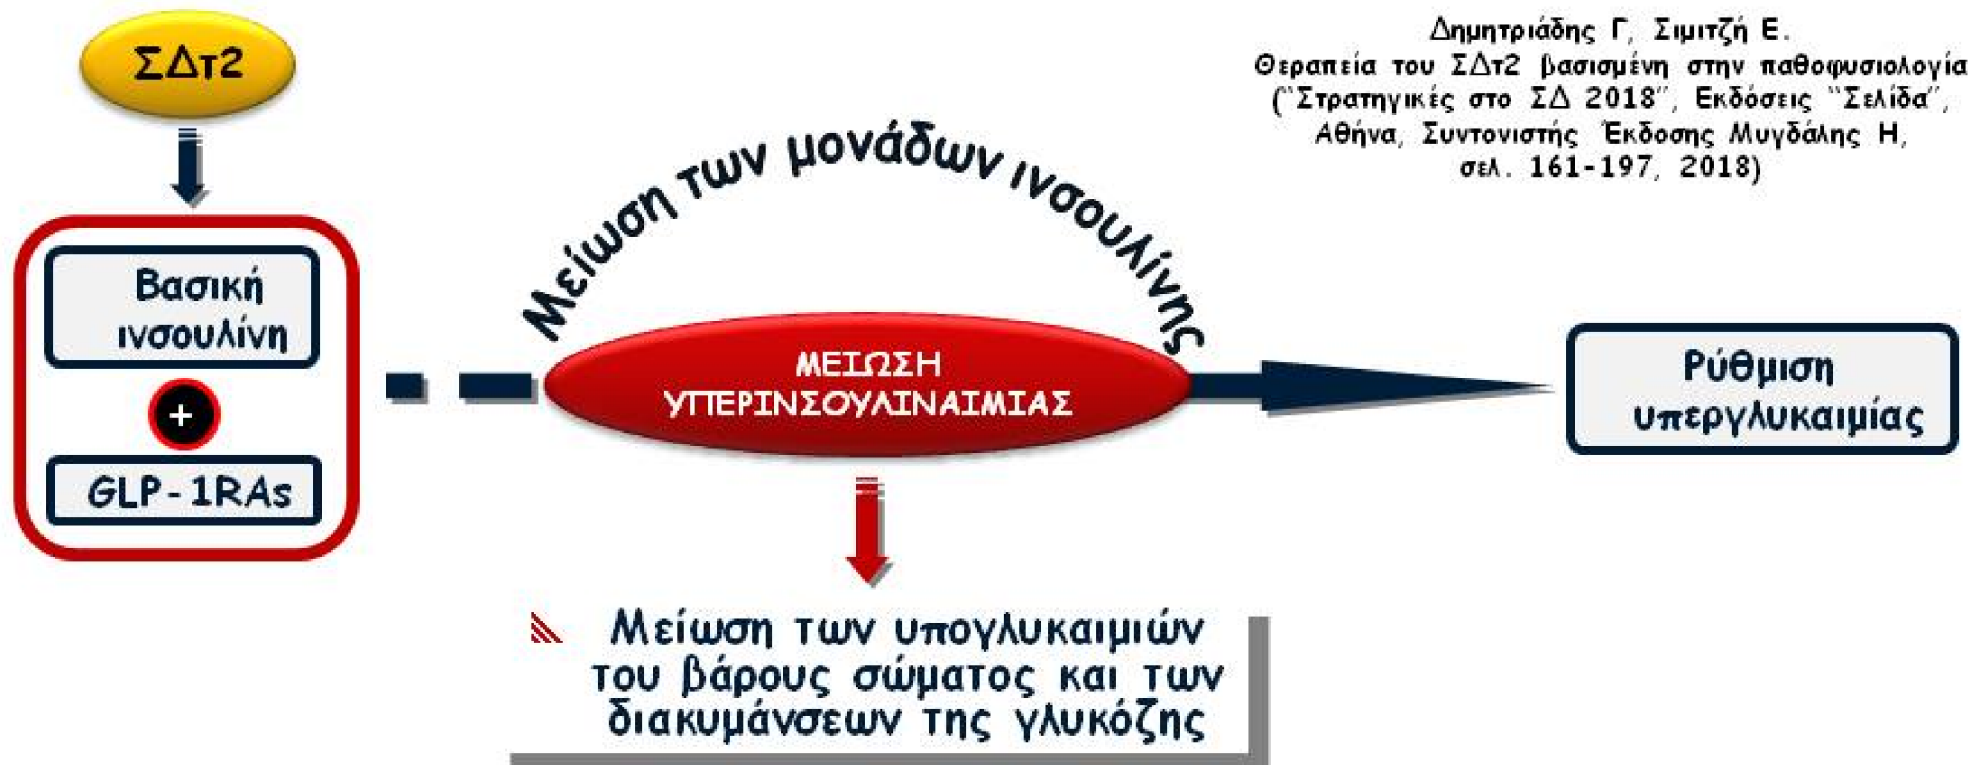 ΣΔτ2
Δημητριάδης Γ, Σιμιτζή Ε.
Θεραπεία του ΣΔτ2 βασισμένη στην παθοφυσιολογία
("Στρατηγικές στο ΣΔ 2018", Εκδόσεις "Σελίδα",
Αθήνα, Συντονιστής Έκδοσης Μυγδάλης Η,
σελ. 161-197, 2018)
Βασική
ινσουλίνη
+
GLP-1RAs
Μείωση των μονάδων ινσουλίνης
ΜΕΙΩΣΗ
ΥΠΕΡΙΝΣΟΥΛΙΝΑΙΜΙΑΣ
Ρύθμιση
υπεργλυκαιμίας
Μείωση των υπογλυκαιμιών
του βάρους σώματος και των
διακυμάνσεων της γλυκόζης